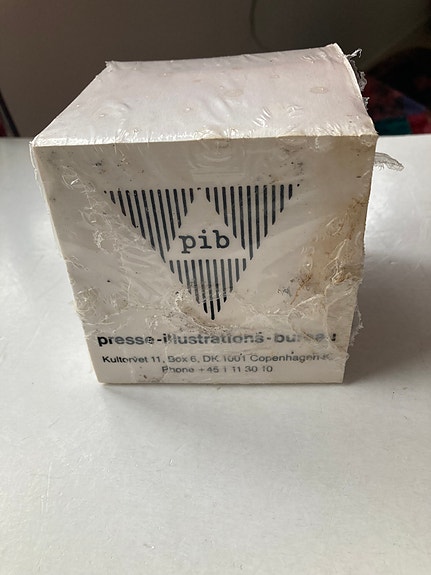 pib
presse-illustrations-bureau
Kultorvet 11, Box 6, DK 1001 Copenhagen K
Phone +45 1 11 30 10